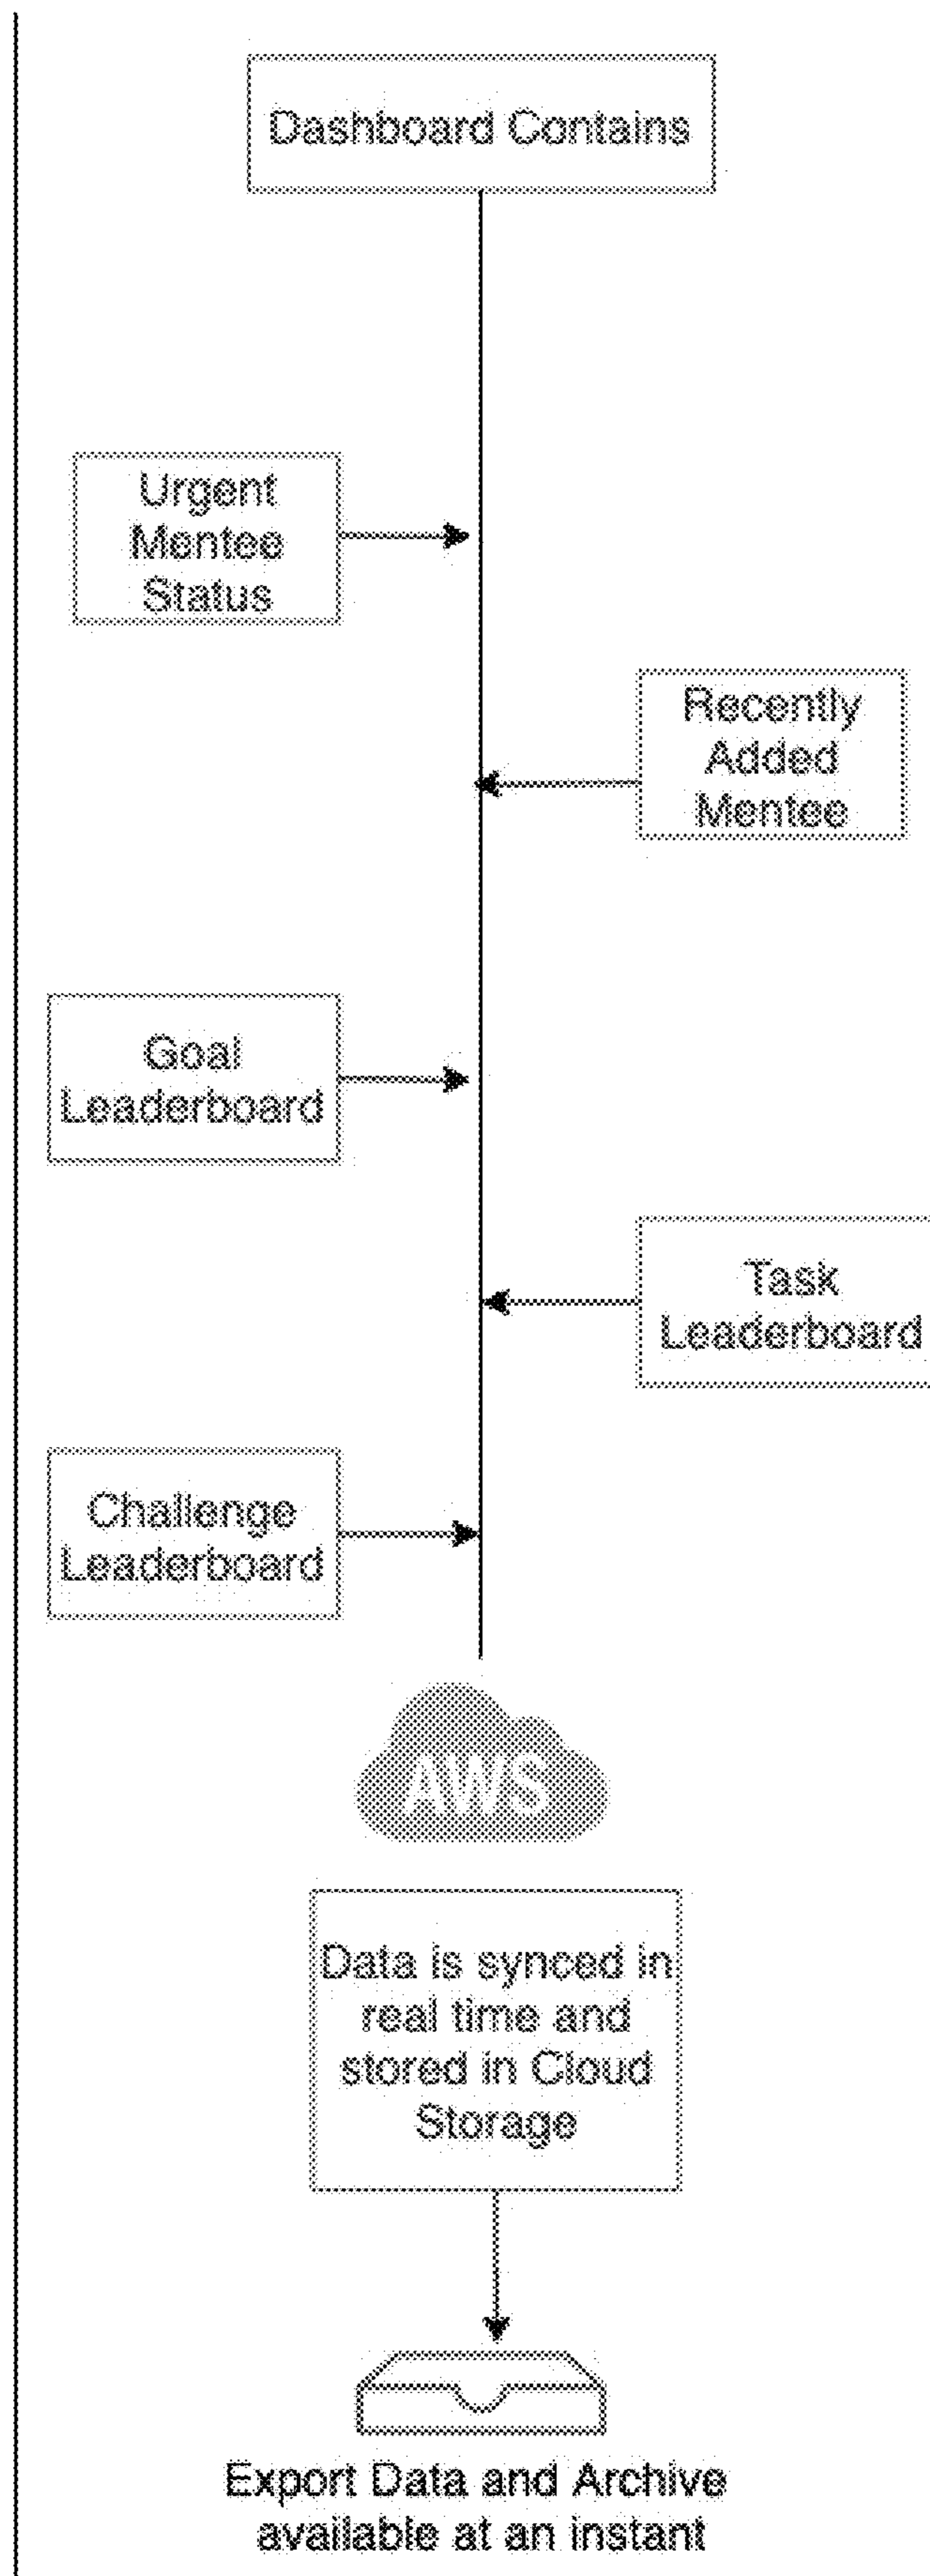 Dashboard Contains
Urgent
Mentee
Status
Recently
Added
Mentee
Goal
Leaderboard
Task
Leaderboard
Challenge
Leaderboard
AWS
Data is synced in
real time and
stored in Cloud
Storage
Export Data and Archive
available at an instant